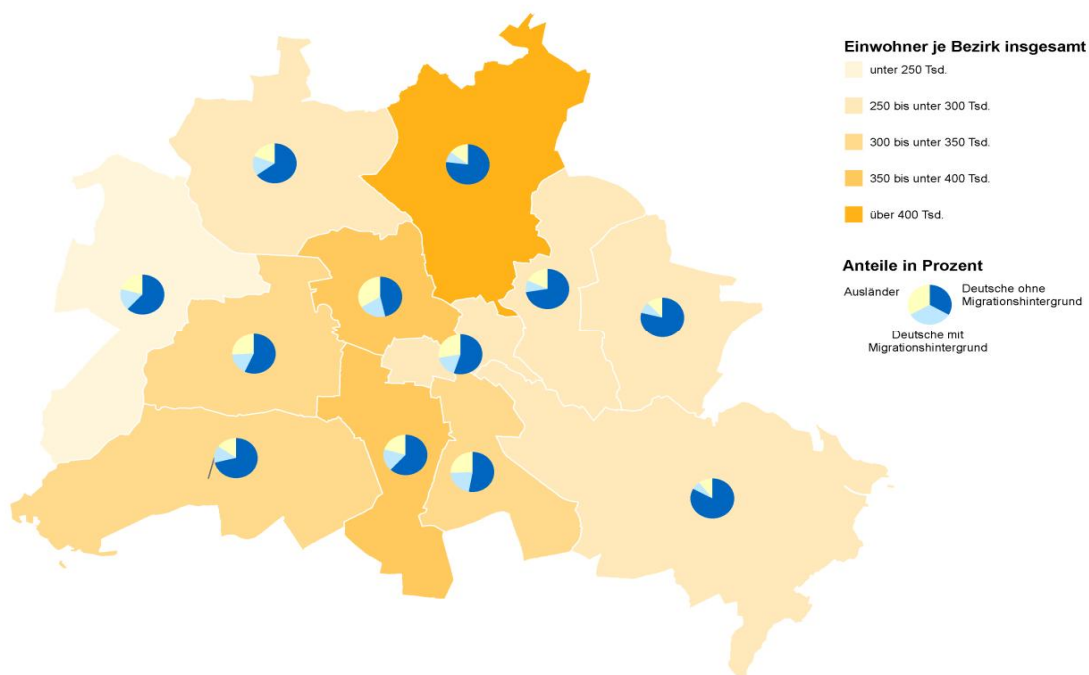 Einwohner je Bezirk insgesamt
unter 250 Tsd.
250 bis unter 300 Tsd.
300 bis unter 350 Tsd.
350 bis unter 400 Tsd.
über 400 Tsd.
Anteile in Prozent
Ausländer
Deutsche ohne
Migrationshintergrund
Deutsche mit
Migrationshintergrund